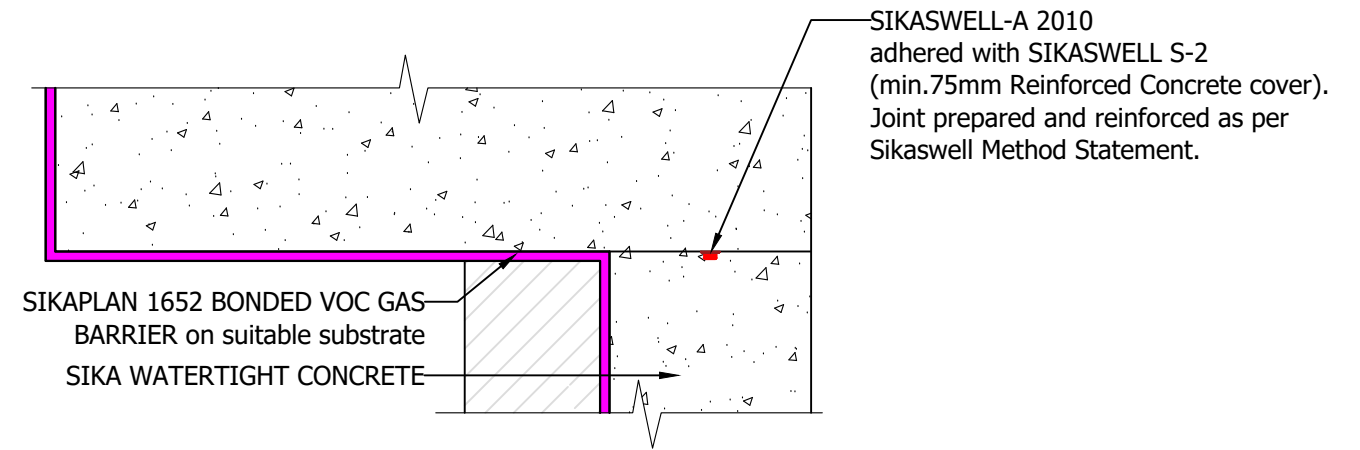 SIKASWELL-A 2010
adhered with SIKASWELL S-2
(min.75mm Reinforced Concrete cover).
Joint prepared and reinforced as per
Sikaswell Method Statement.
SIKAPLAN 1652 BONDED VOC GAS
BARRIER on suitable substrate
SIKA WATERTIGHT CONCRETE